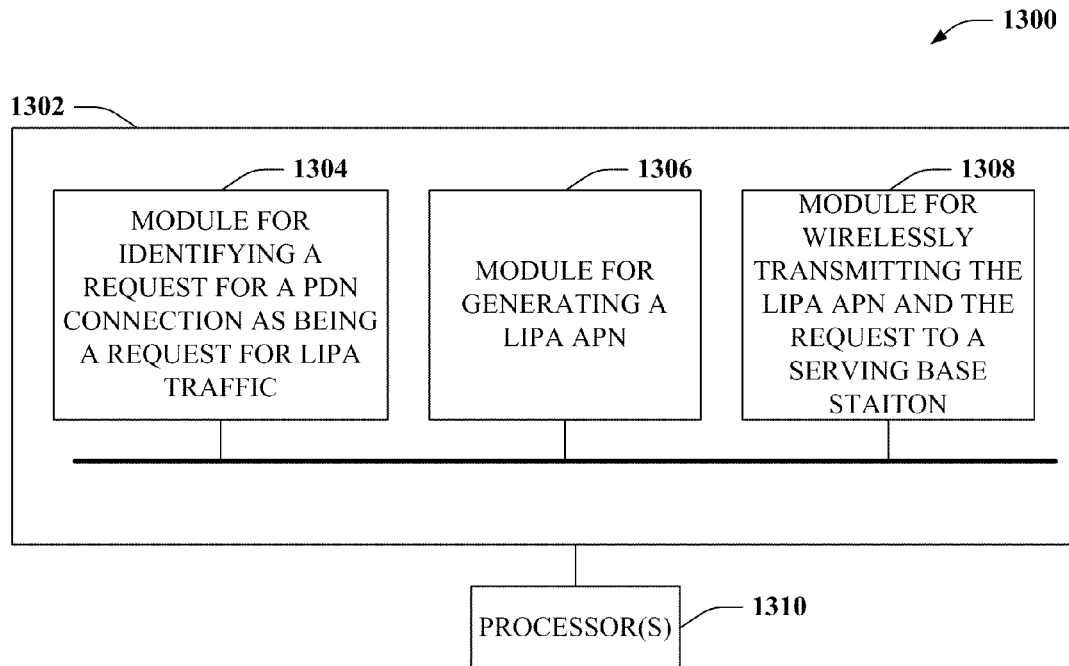 1300
1302
1304
1306
1308
MODULE FOR
IDENTIFYING A
REQUEST FOR A PDN
CONNECTION AS BEING
A REQUEST FOR LIPA
TRAFFIC
MODULE FOR
GENERATING A
LIPA APN
MODULE FOR
WIRELESSLY
TRANSMITTING THE
LIPA APN AND THE
REQUEST TO A
SERVING BASE
STAITON
PROCESSOR(S)
1310